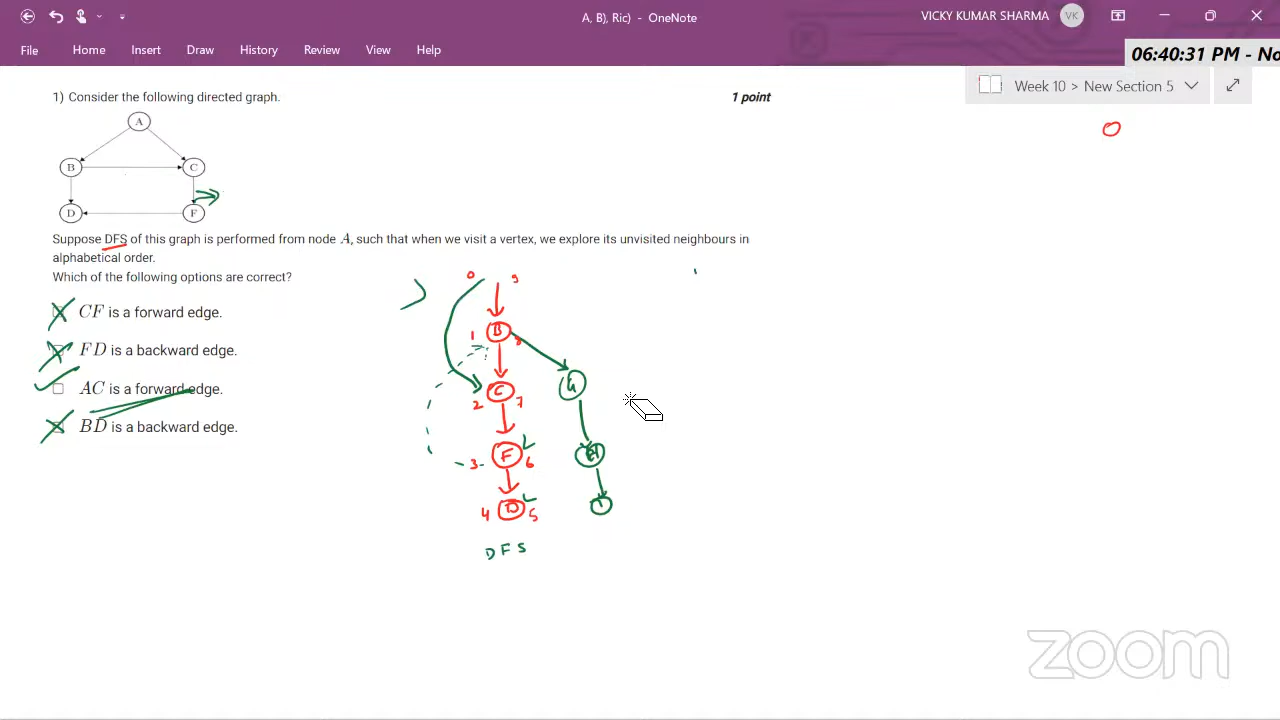 A, B), Ric) - OneNote
VICKY KUMAR SHARMA
VK
File Home Insert Draw History Review View Help
06:40:31 PM - No
Week 10 > New Section 5
1) Consider the following directed graph.
1 point
A
B
C
D
F
Suppose DFS of this graph is performed from node A, such that when we visit a vertex, we explore its unvisited neighbours in
alphabetical order.
Which of the following options are correct?
CF is a forward edge.
FD is a backward edge.
AC is a forward edge.
BD is a backward edge.
0 9
1 B 8
2 C 7
G
3 F 6
H
4 D 5
DFS
zoom